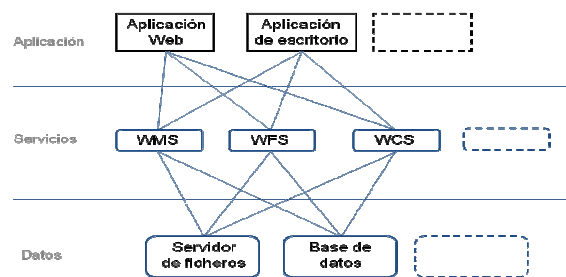 Aplicación
Aplicación
Web
Aplicación
de escritorio
Servicios
WMS
WFS
WCS
Datos
Servidor
de ficheros
Base de
datos